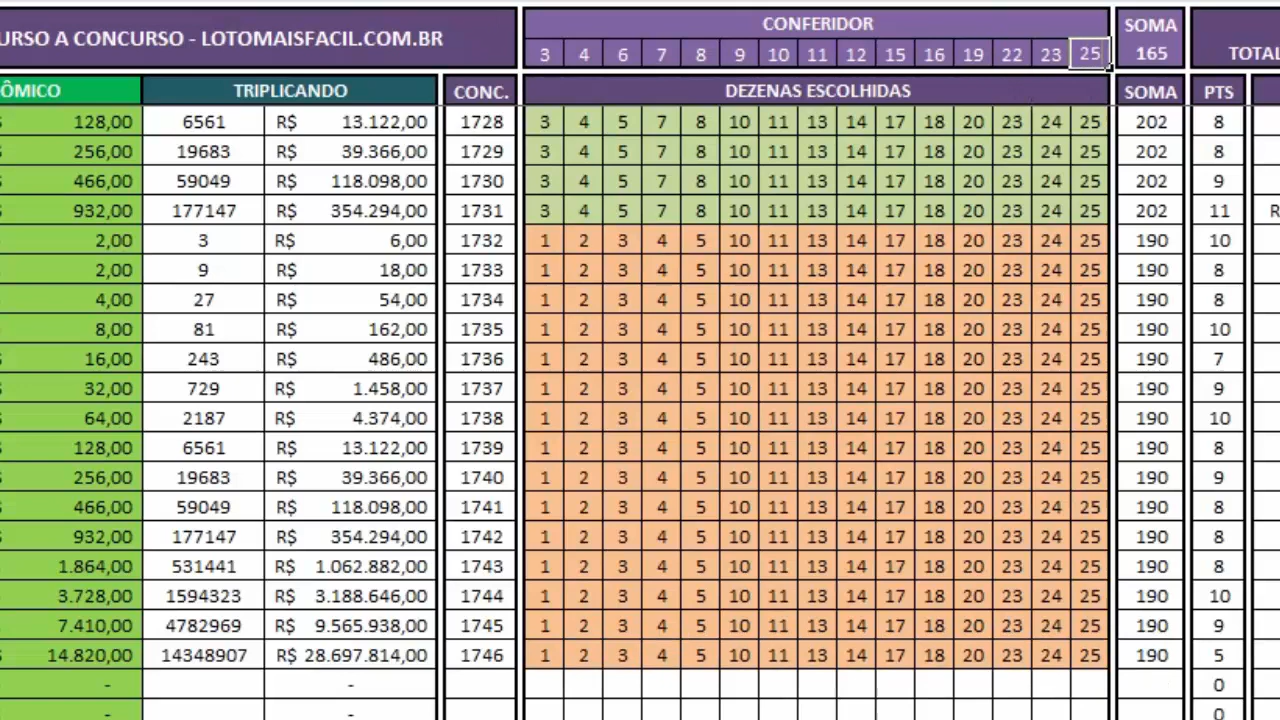 URSO A CONCURSO - LOTOMAISFACIL.COM.BR CONFERIDOR SOMA
3 4 6 7 8 9 10 11 12 15 16 19 22 23 25 165 TOTAL
ÔMICO TRIPLICANDO CONC. DEZENAS ESCOLHIDAS SOMA PTS
128,00 6561 R$ 13.122,00 1728 3 4 5 7 8 10 11 13 14 17 18 20 23 24 25 202 8
256,00 19683 R$ 39.366,00 1729 3 4 5 7 8 10 11 13 14 17 18 20 23 24 25 202 8
466,00 59049 R$ 118.098,00 1730 3 4 5 7 8 10 11 13 14 17 18 20 23 24 25 202 9
932,00 177147 R$ 354.294,00 1731 3 4 5 7 8 10 11 13 14 17 18 20 23 24 25 202 11 R
2,00 3 R$ 6,00 1732 1 2 3 4 5 10 11 13 14 17 18 20 23 24 25 190 10
2,00 9 R$ 18,00 1733 1 2 3 4 5 10 11 13 14 17 18 20 23 24 25 190 8
4,00 27 R$ 54,00 1734 1 2 3 4 5 10 11 13 14 17 18 20 23 24 25 190 8
8,00 81 R$ 162,00 1735 1 2 3 4 5 10 11 13 14 17 18 20 23 24 25 190 10
16,00 243 R$ 486,00 1736 1 2 3 4 5 10 11 13 14 17 18 20 23 24 25 190 7
32,00 729 R$ 1.458,00 1737 1 2 3 4 5 10 11 13 14 17 18 20 23 24 25 190 9
64,00 2187 R$ 4.374,00 1738 1 2 3 4 5 10 11 13 14 17 18 20 23 24 25 190 10
128,00 6561 R$ 13.122,00 1739 1 2 3 4 5 10 11 13 14 17 18 20 23 24 25 190 8
256,00 19683 R$ 39.366,00 1740 1 2 3 4 5 10 11 13 14 17 18 20 23 24 25 190 9
466,00 59049 R$ 118.098,00 1741 1 2 3 4 5 10 11 13 14 17 18 20 23 24 25 190 8
932,00 177147 R$ 354.294,00 1742 1 2 3 4 5 10 11 13 14 17 18 20 23 24 25 190 8
1.864,00 531441 R$ 1.062.882,00 1743 1 2 3 4 5 10 11 13 14 17 18 20 23 24 25 190 8
3.728,00 1594323 R$ 3.188.646,00 1744 1 2 3 4 5 10 11 13 14 17 18 20 23 24 25 190 10
7.410,00 4782969 R$ 9.565.938,00 1745 1 2 3 4 5 10 11 13 14 17 18 20 23 24 25 190 9
14.820,00 14348907 R$ 28.697.814,00 1746 1 2 3 4 5 10 11 13 14 17 18 20 23 24 25 190 5
- - 0
- - 0